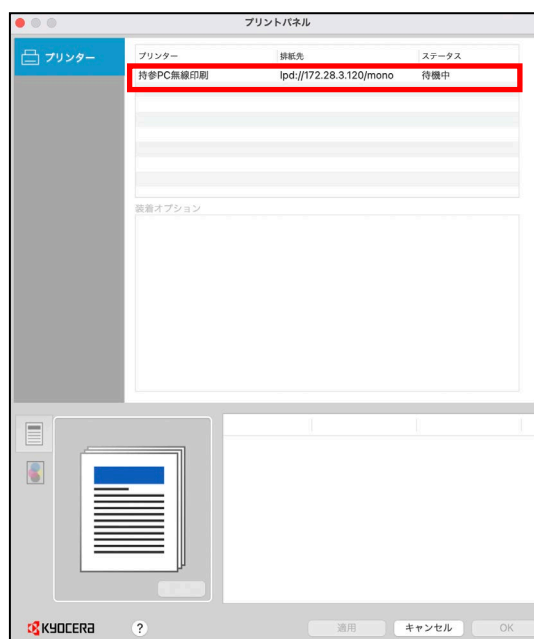 プリントパネル
プリンター
プリンター 排紙先 ステータス
持参PC無線印刷 lpd://172.28.3.120/mono 待機中
装着オプション
KYOCERA ? 適用 キャンセル OK